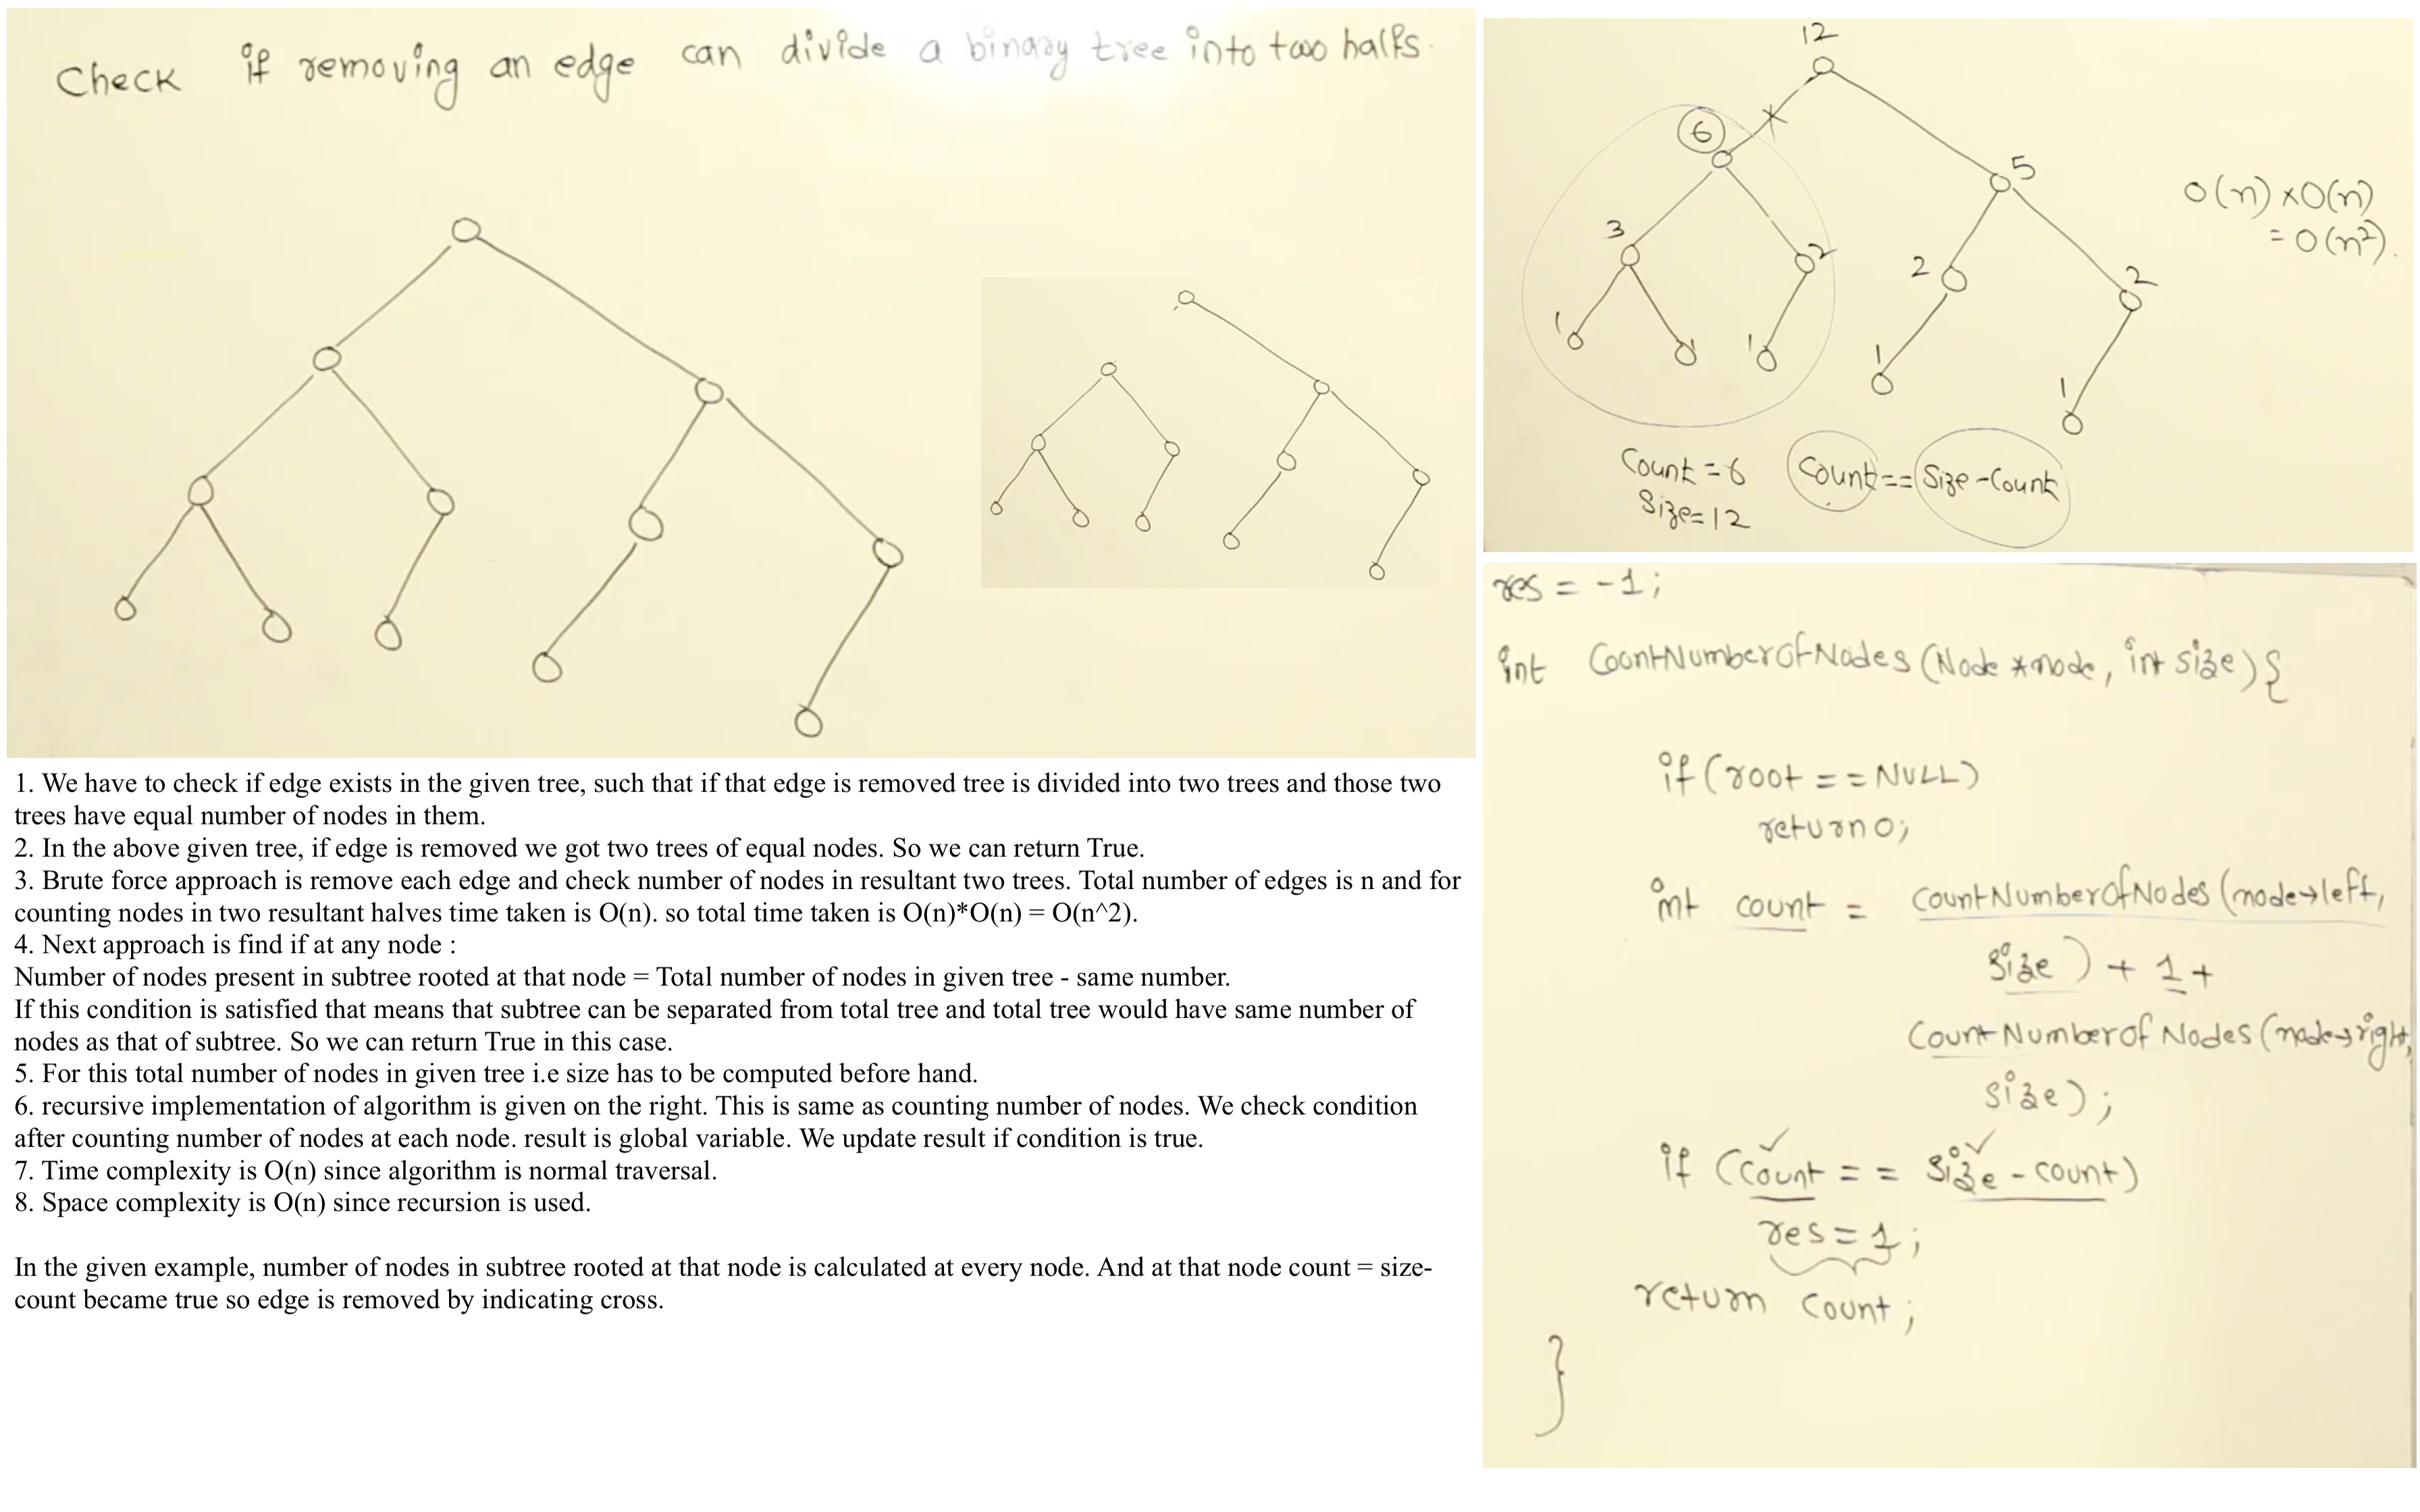 Check if removing an edge can divide a binary tree into two halfs.
1. We have to check if edge exists in the given tree, such that if that edge is removed tree is divided into two trees and those two
trees have equal number of nodes in them.
2. In the above given tree, if edge is removed we got two trees of equal nodes. So we can return True.
3. Brute force approach is remove each edge and check number of nodes in resultant two trees. Total number of edges is n and for
counting nodes in two resultant halves time taken is O(n). so total time taken is O(n)*O(n) = O(n^2).
4. Next approach is find if at any node :
Number of nodes present in subtree rooted at that node = Total number of nodes in given tree - same number.
If this condition is satisfied that means that subtree can be separated from total tree and total tree would have same number of
nodes as that of subtree. So we can return True in this case.
5. For this total number of nodes in given tree i.e size has to be computed before hand.
6. recursive implementation of algorithm is given on the right. This is same as counting number of nodes. We check condition
after counting number of nodes at each node. result is global variable. We update result if condition is true.
7. Time complexity is O(n) since algorithm is normal traversal.
8. Space complexity is O(n) since recursion is used.
In the given example, number of nodes in subtree rooted at that node is calculated at every node. And at that node count = size-
count became true so edge is removed by indicating cross.
12
6
5
O(n) xO(n)
= O(n²).
3
2
2
2
1
1
1
1
1
Count = 6 Count == Size-Count
Size=12
res = -1;
int CountNumberOfNodes (Node *node, int size) {
if (root == NULL)
return 0;
int count = CountNumberOfNodes (node→left,
size) + 1 +
CountNumberOfNodes (node→right,
size);
if (count == size - count)
res = 1;
return count;
}